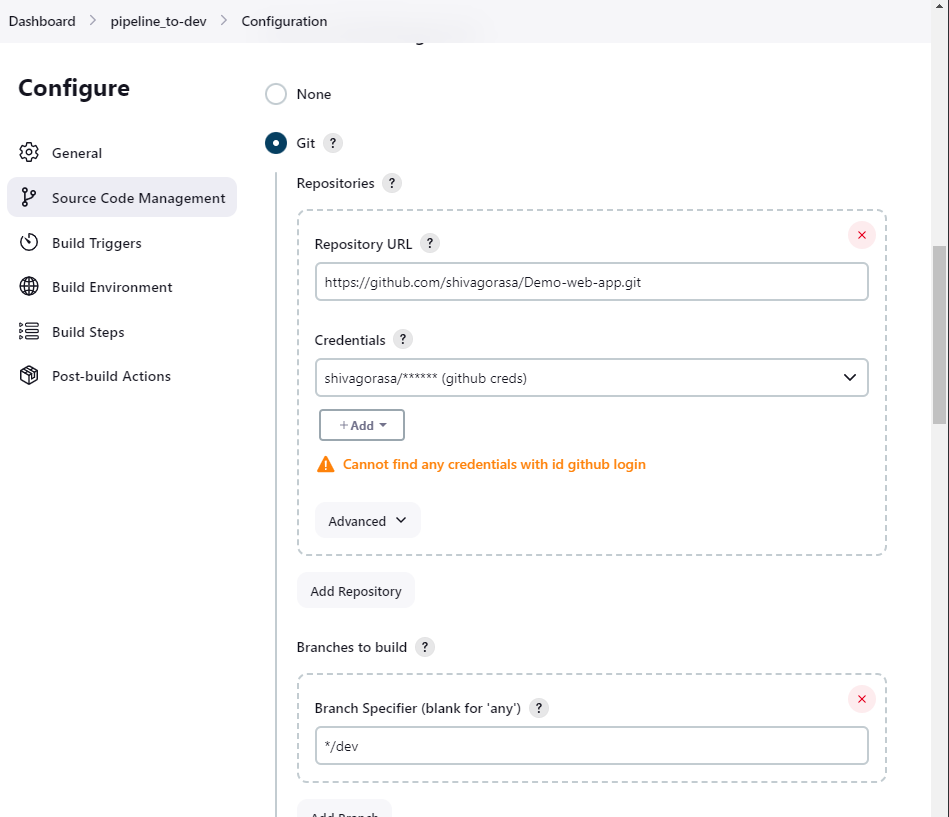 Dashboard > pipeline_to-dev > Configuration
Configure
General
Source Code Management
Build Triggers
Build Environment
Build Steps
Post-build Actions
None
Git ?
Repositories ?
Repository URL ?
https://github.com/shivagorasa/Demo-web-app.git
Credentials ?
shivagorasa/****** (github creds)
+ Add
Cannot find any credentials with id github login
Advanced
Add Repository
Branches to build ?
Branch Specifier (blank for 'any') ?
*/dev
Add Branch